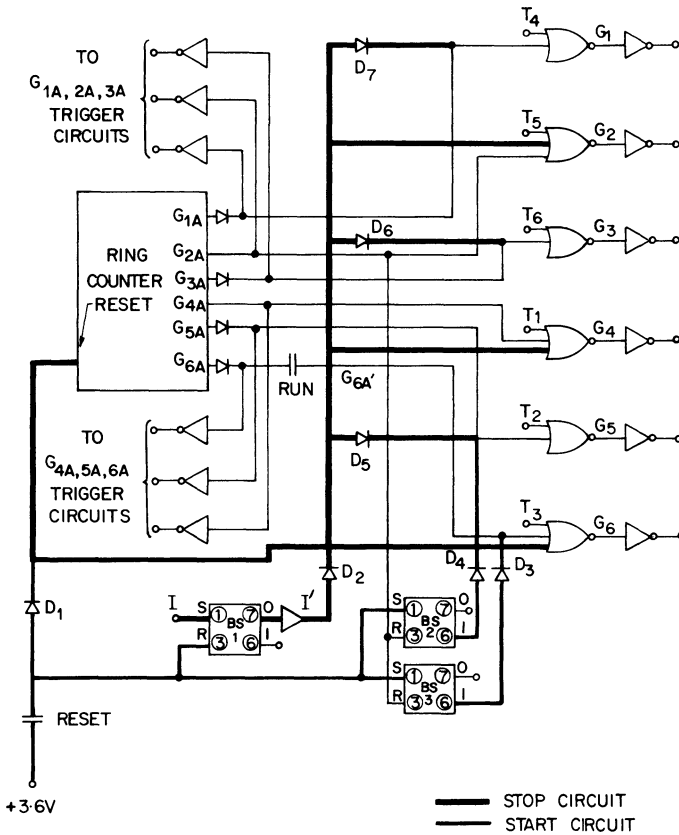 TO
G1A, 2A, 3A
TRIGGER
CIRCUITS
D7
T4
G1
T5
G2
RING
COUNTER
RESET
G1A
G2A
G3A
G4A
G5A
G6A
D6
T6
G3
T1
G4
RUN
G6A'
TO
G4A, 5A, 6A
TRIGGER
CIRCUITS
D5
T2
G5
T3
G6
D1
D2
D4
D3
I
S
R
1
7
3
6
BS
1
0
1
I'
S
R
1
7
3
6
BS
2
0
1
S
R
1
7
3
6
BS
3
0
1
RESET
+3·6V
STOP CIRCUIT
START CIRCUIT